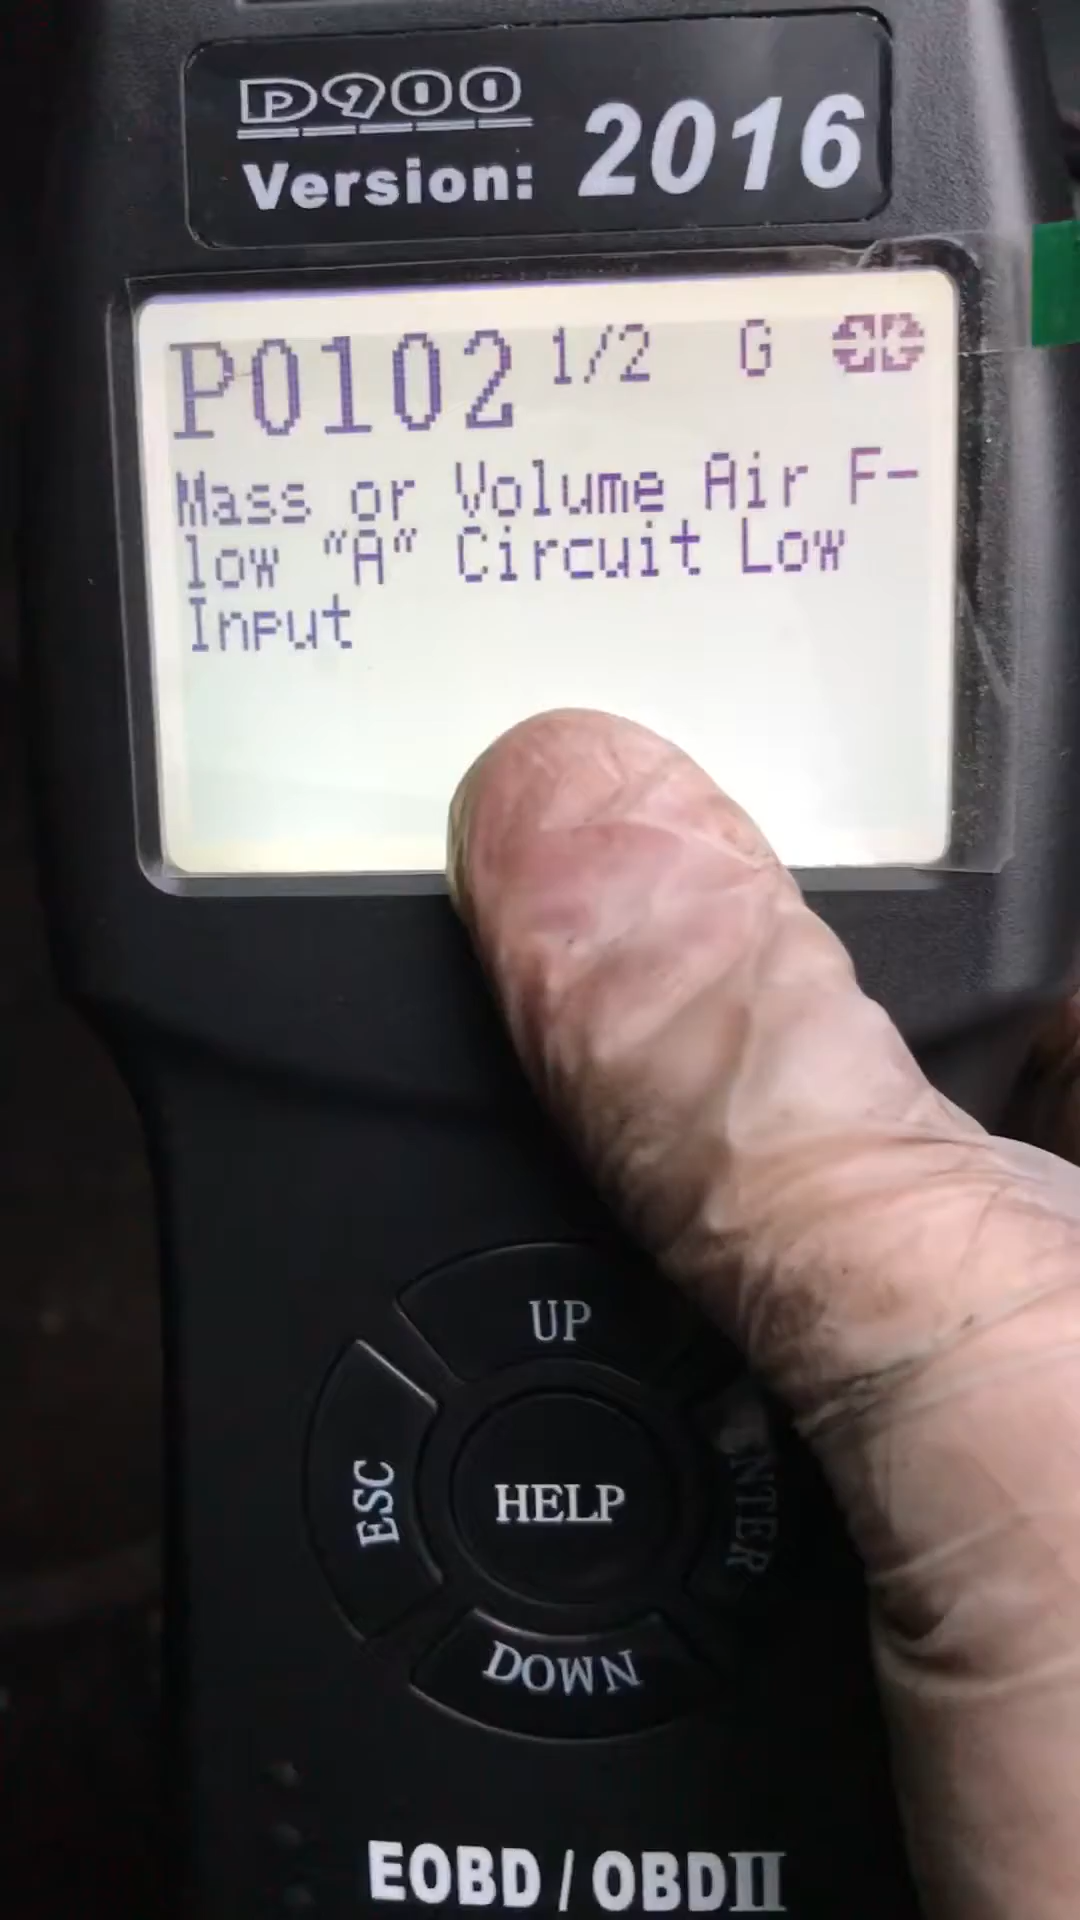 D900
Version: 2016
P0102 1/2 G
Mass or Volume Air F-
low "A" Circuit Low
Input
UP
ESC
HELP
NTER
DOWN
EOBD / OBDII